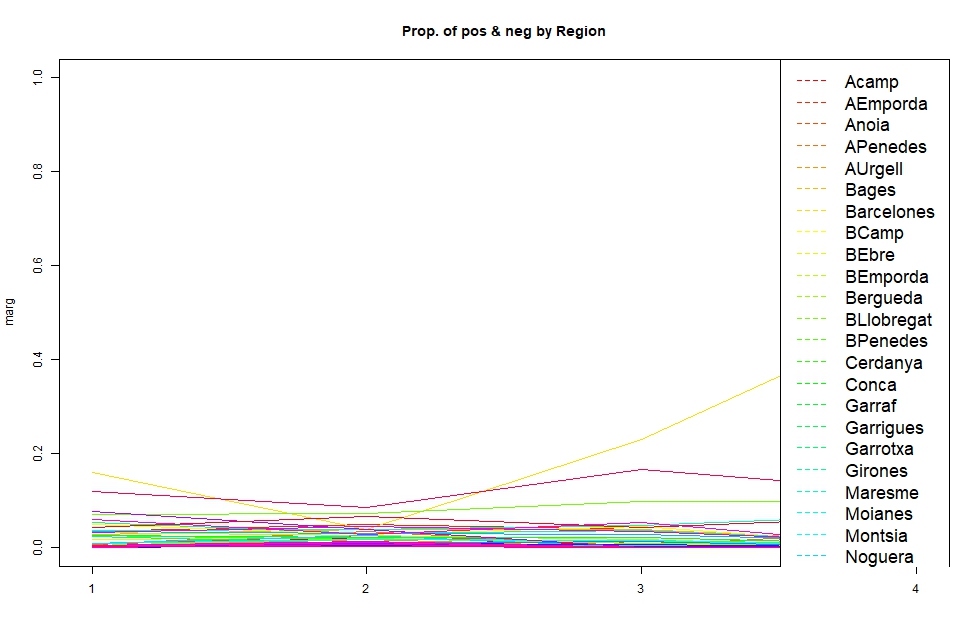 Prop. of pos & neg by Region
1.0
0.8
0.6
0.4
0.2
0.0
marg
1
2
3
4
Acamp
AEmporda
Anoia
APenedes
AUrgell
Bages
Barcelones
BCamp
BEbre
BEmporda
Bergueda
BLlobregat
BPenedes
Cerdanya
Conca
Garraf
Garrigues
Garrotxa
Girones
Maresme
Moianes
Montsia
Noguera